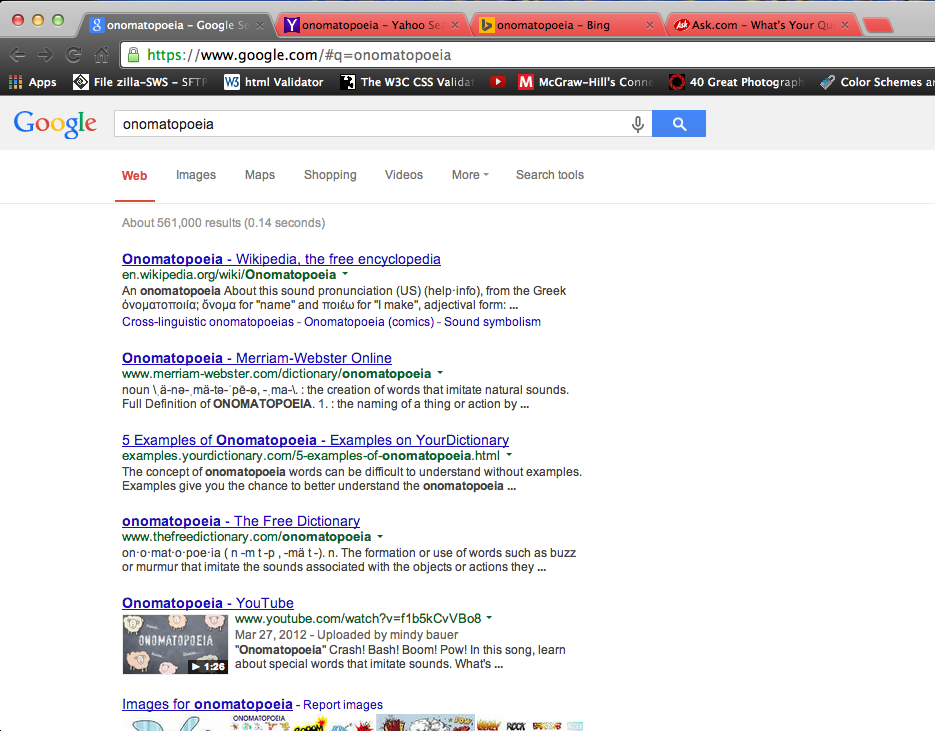 onomatopoeia - Google Se
onomatopoeia - Yahoo Sea
onomatopoeia - Bing
Ask.com - What's Your Qu
https://www.google.com/#q=onomatopoeia
Apps
File zilla-SWS - SFTP
html Validator
The W3C CSS Validat
McGraw-Hill's Conne
40 Great Photograph
Color Schemes an
Google
onomatopoeia
Web Images Maps Shopping Videos More Search tools
About 561,000 results (0.14 seconds)
Onomatopoeia - Wikipedia, the free encyclopedia
en.wikipedia.org/wiki/Onomatopoeia
An onomatopoeia About this sound pronunciation (US) (help·info), from the Greek
ὀνοματοποιία; ὄνομα for "name" and ποιέω for "I make", adjectival form: ...
Cross-linguistic onomatopoeias - Onomatopoeia (comics) - Sound symbolism
Onomatopoeia - Merriam-Webster Online
www.merriam-webster.com/dictionary/onomatopoeia
noun \ˌä-nə-ˌmä-tə-ˈpē-ə, -ˌma-\. : the creation of words that imitate natural sounds.
Full Definition of ONOMATOPOEIA. 1. : the naming of a thing or action by ...
5 Examples of Onomatopoeia - Examples on YourDictionary
examples.yourdictionary.com/5-examples-of-onomatopoeia.html
The concept of onomatopoeia words can be difficult to understand without examples.
Examples give you the chance to better understand the onomatopoeia ...
onomatopoeia - The Free Dictionary
www.thefreedictionary.com/onomatopoeia
on·o·mat·o·poe·ia ( n -m t -p , -mä t -). n. The formation or use of words such as buzz
or murmur that imitate the sounds associated with the objects or actions they ...
Onomatopoeia - YouTube
ONOMATOPOEIA
1:26
www.youtube.com/watch?v=f1b5kCvVBo8
Mar 27, 2012 - Uploaded by mindy bauer
"Onomatopoeia" Crash! Bash! Boom! Pow! In this song, learn
about special words that imitate sounds. What's ...
Images for onomatopoeia - Report images
ONOMATOPOEIA